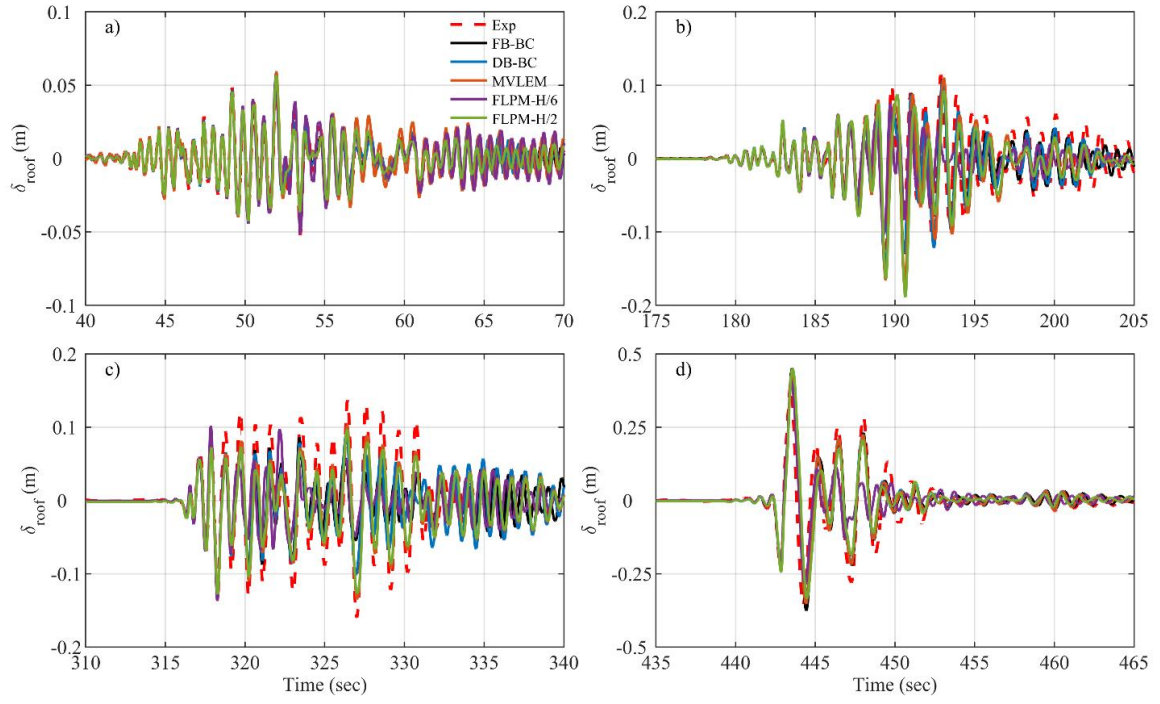 a)
Exp
FB-BC
DB-BC
MVLEM
FLPM-H/6
FLPM-H/2
0.1
0.05
0
-0.05
-0.1
δroof (m)
40 45 50 55 60 65 70
b)
0.2
0.1
0
-0.1
-0.2
δroof (m)
175 180 185 190 195 200 205
c)
0.2
0.1
0
-0.1
-0.2
δroof (m)
310 315 320 325 330 335 340
Time (sec)
d)
0.5
0.25
0
-0.25
-0.5
δroof (m)
435 440 445 450 455 460 465
Time (sec)